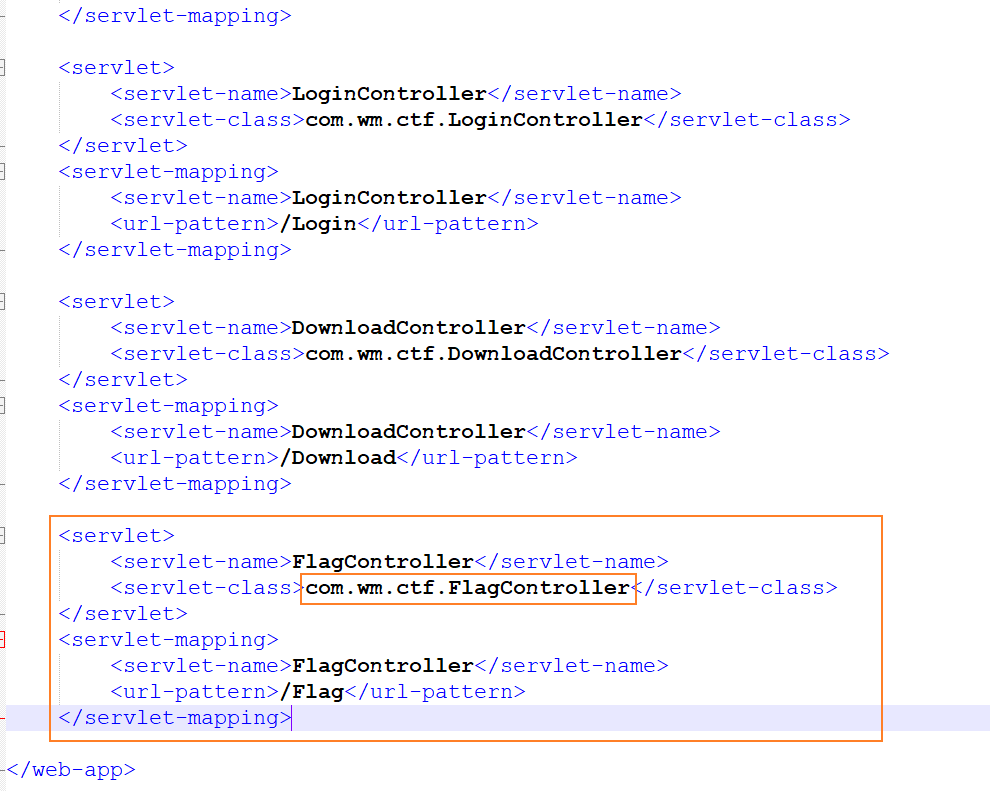 </servlet-mapping>
<servlet>
<servlet-name>LoginController</servlet-name>
<servlet-class>com.wm.ctf.LoginController</servlet-class>
</servlet>
<servlet-mapping>
<servlet-name>LoginController</servlet-name>
<url-pattern>/Login</url-pattern>
</servlet-mapping>
<servlet>
<servlet-name>DownloadController</servlet-name>
<servlet-class>com.wm.ctf.DownloadController</servlet-class>
</servlet>
<servlet-mapping>
<servlet-name>DownloadController</servlet-name>
<url-pattern>/Download</url-pattern>
</servlet-mapping>
<servlet>
<servlet-name>FlagController</servlet-name>
<servlet-class>com.wm.ctf.FlagController</servlet-class>
</servlet>
<servlet-mapping>
<servlet-name>FlagController</servlet-name>
<url-pattern>/Flag</url-pattern>
</servlet-mapping>
</web-app>